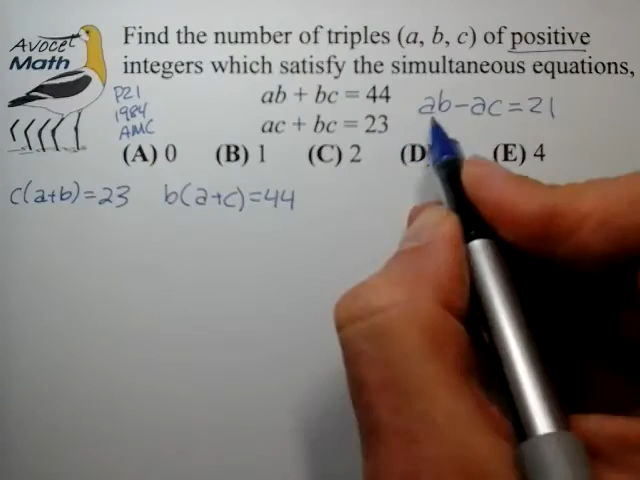 Avocet
Math
P21
1984
AMC
Find the number of triples (a, b, c) of positive
integers which satisfy the simultaneous equations,
ab + bc = 44
ac + bc = 23
ab-ac=21
(A) 0 (B) 1 (C) 2 (D) (E) 4
c(a+b)=23 b(a+c)=44